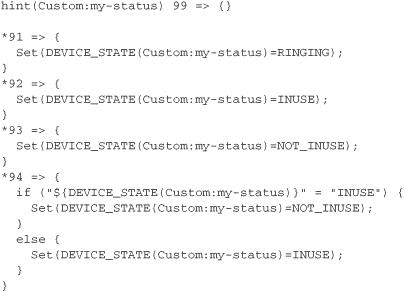 hint(Custom:my-status) 99 => {}
*91 => {
Set(DEVICE_STATE(Custom:my-status)=RINGING);
}
*92 => {
Set(DEVICE_STATE(Custom:my-status)=INUSE);
}
*93 => {
Set(DEVICE_STATE(Custom:my-status)=NOT_INUSE);
}
*94 => {
if ("${DEVICE_STATE(Custom:my-status)}" = "INUSE") {
Set(DEVICE_STATE(Custom:my-status)=NOT_INUSE);
}
else {
Set(DEVICE_STATE(Custom:my-status)=INUSE);
}
}